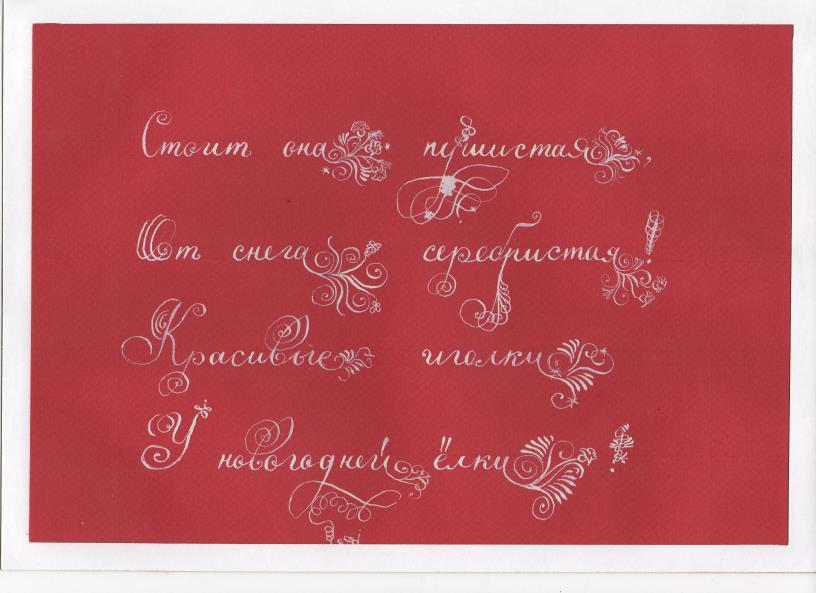 Стоит она пушистая,
От снега серебристая!
Красивые иголки
У новогодней ёлки!